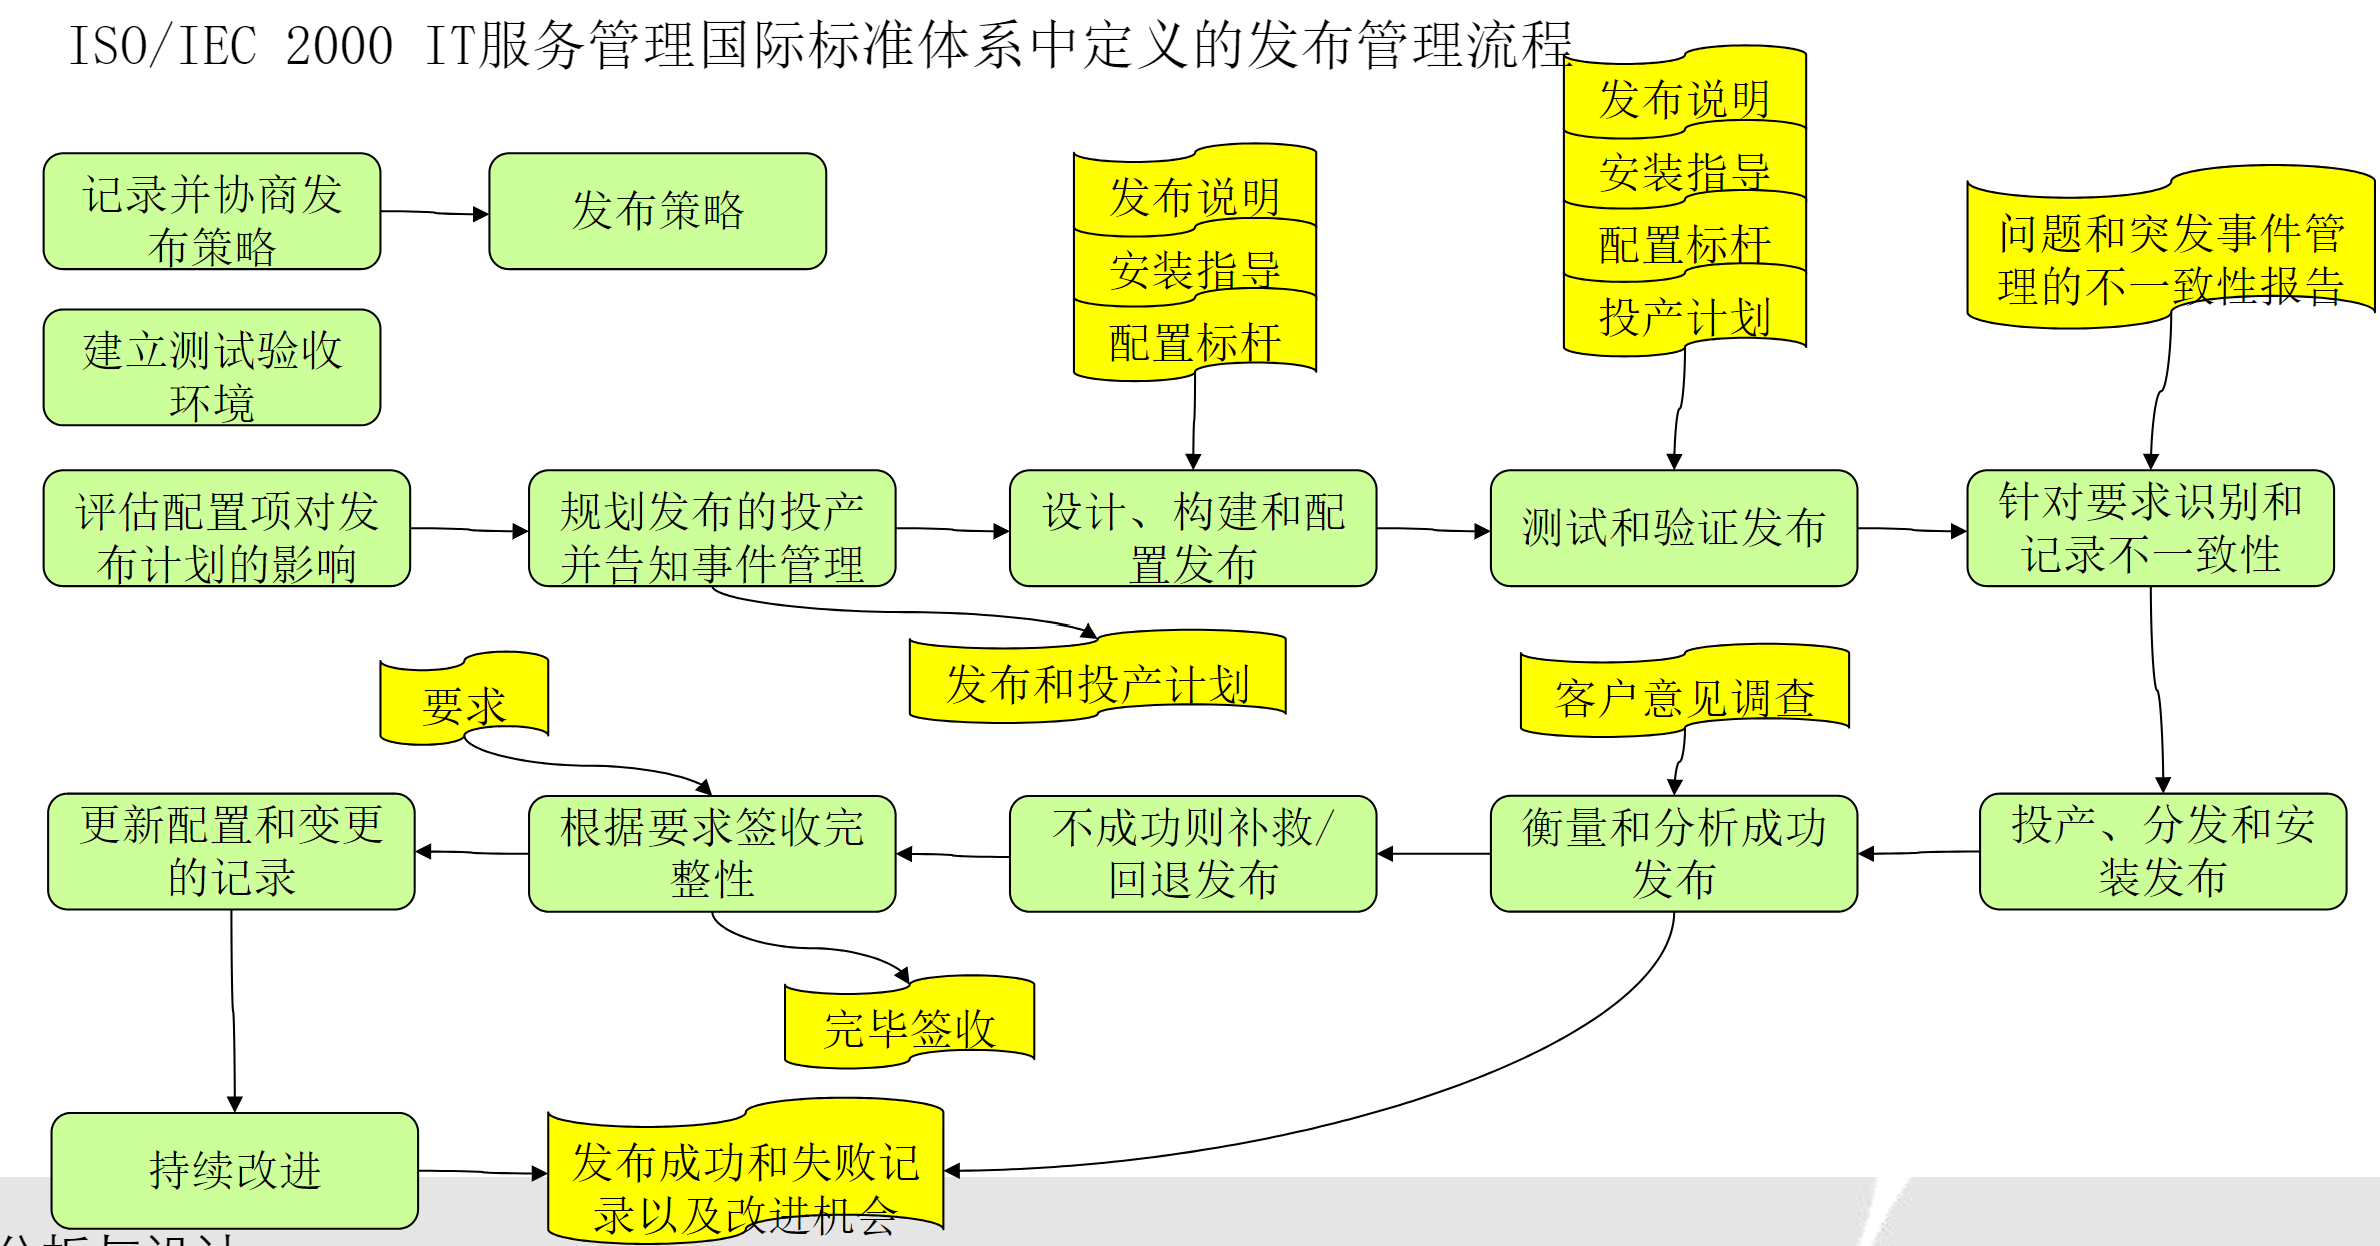 ISO/IEC 2000 IT服务管理国际标准体系中定义的发布管理流程
记录并协商发
布策略
发布策略
发布说明
安装指导
配置标杆
发布说明
安装指导
配置标杆
投产计划
问题和突发事件管
理的不一致性报告
建立测试验收
环境
评估配置项对发
布计划的影响
规划发布的投产
并告知事件管理
设计、构建和配
置发布
测试和验证发布
针对要求识别和
记录不一致性
要求
发布和投产计划
客户意见调查
更新配置和变更
的记录
根据要求签收完
整性
不成功则补救/
回退发布
衡量和分析成功
发布
投产、分发和安
装发布
完毕签收
持续改进
发布成功和失败记
录以及改进机会
分析与设计